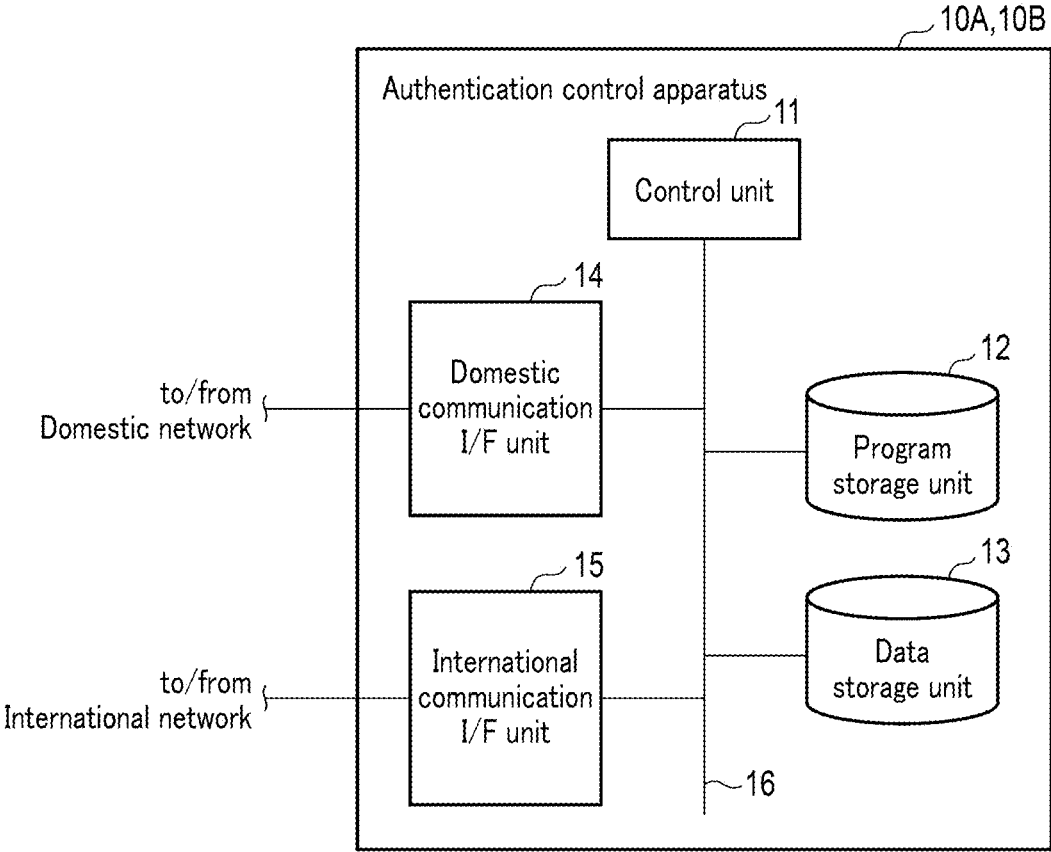 10A,10B
Authentication control apparatus
11
Control unit
14
Domestic
communication
I/F unit
to/from
Domestic network
12
Program
storage unit
15
International
communication
I/F unit
to/from
International network
13
Data
storage unit
16